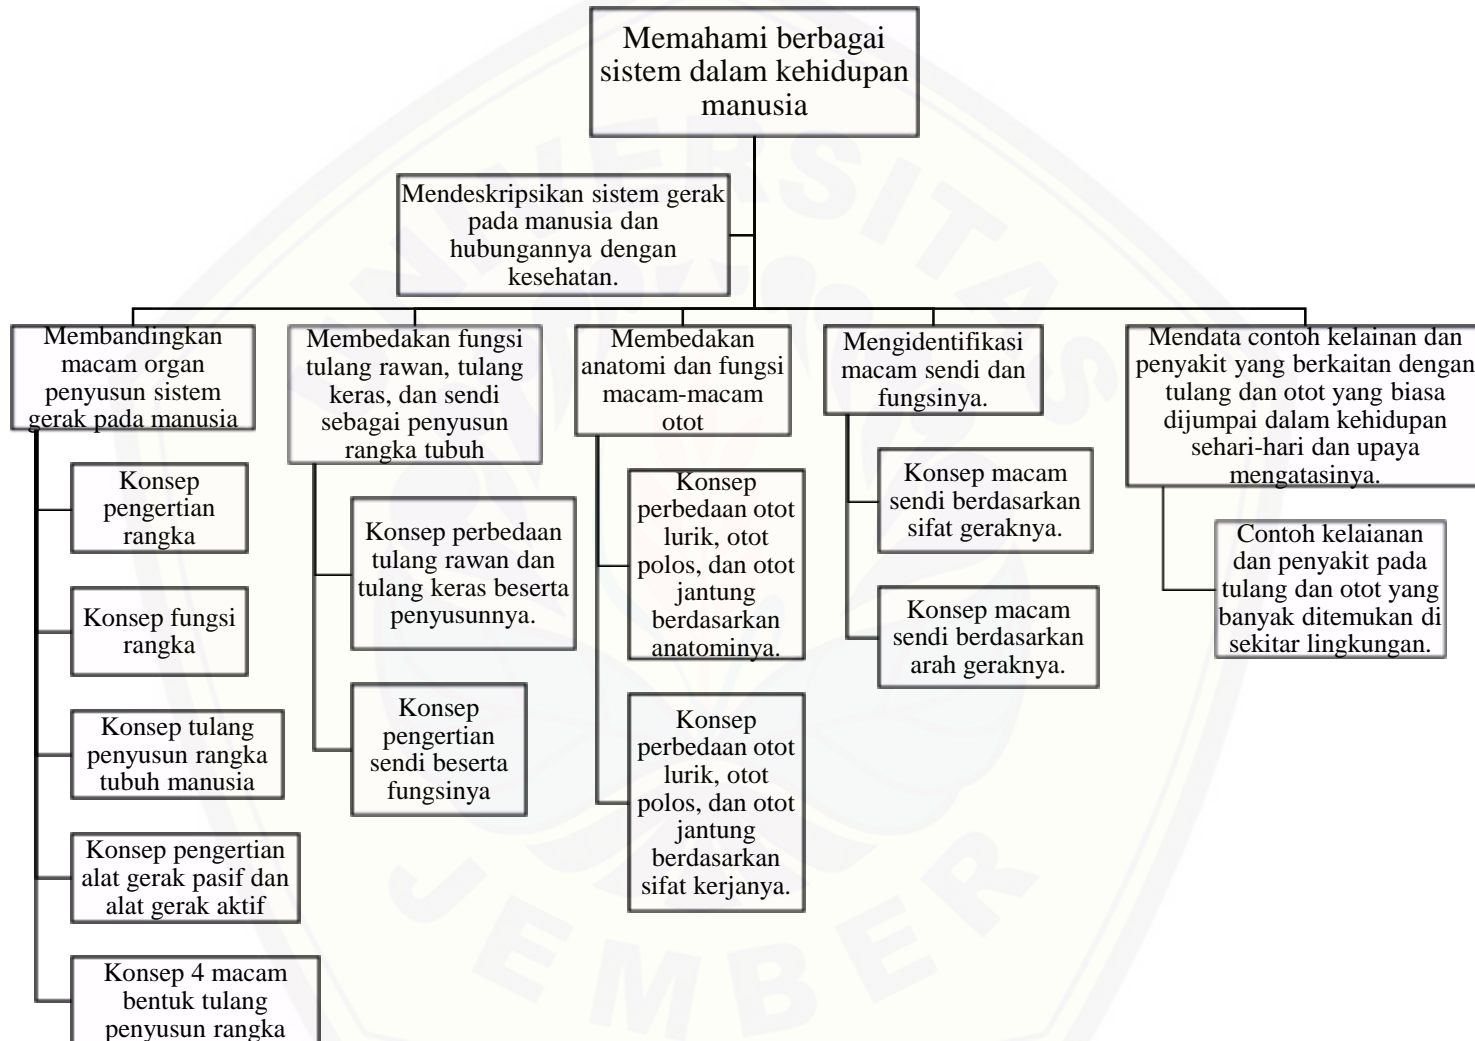 Memahami berbagai
sistem dalam kehidupan
manusia
Mendeskripsikan sistem gerak
pada manusia dan
hubungannya dengan
kesehatan.
Membandingkan
macam organ
penyusun sistem
gerak pada manusia
Konsep
pengertian
rangka
Konsep fungsi
rangka
Konsep tulang
penyusun rangka
tubuh manusia
Konsep pengertian
alat gerak pasif dan
alat gerak aktif
Konsep 4 macam
bentuk tulang
penyusun rangka
Membedakan fungsi
tulang rawan, tulang
keras, dan sendi
sebagai penyusun
rangka tubuh
Konsep perbedaan
tulang rawan dan
tulang keras beserta
penyusunnya.
Konsep
pengertian
sendi beserta
fungsinya
Membedakan
anatomi dan fungsi
macam-macam
otot
Konsep
perbedaan otot
lurik, otot
polos, dan otot
jantung
berdasarkan
anatominya.
Konsep
perbedaan otot
lurik, otot
polos, dan otot
jantung
berdasarkan
sifat kerjanya.
Mengidentifikasi
macam sendi dan
fungsinya.
Konsep macam
sendi berdasarkan
sifat geraknya.
Konsep macam
sendi berdasarkan
arah geraknya.
Mendata contoh kelainan dan
penyakit yang berkaitan dengan
tulang dan otot yang biasa
dijumpai dalam kehidupan
sehari-hari dan upaya
mengatasinya.
Contoh kelaianan
dan penyakit pada
tulang dan otot yang
banyak ditemukan di
sekitar lingkungan.
UNIVERSITAS
JEMBER